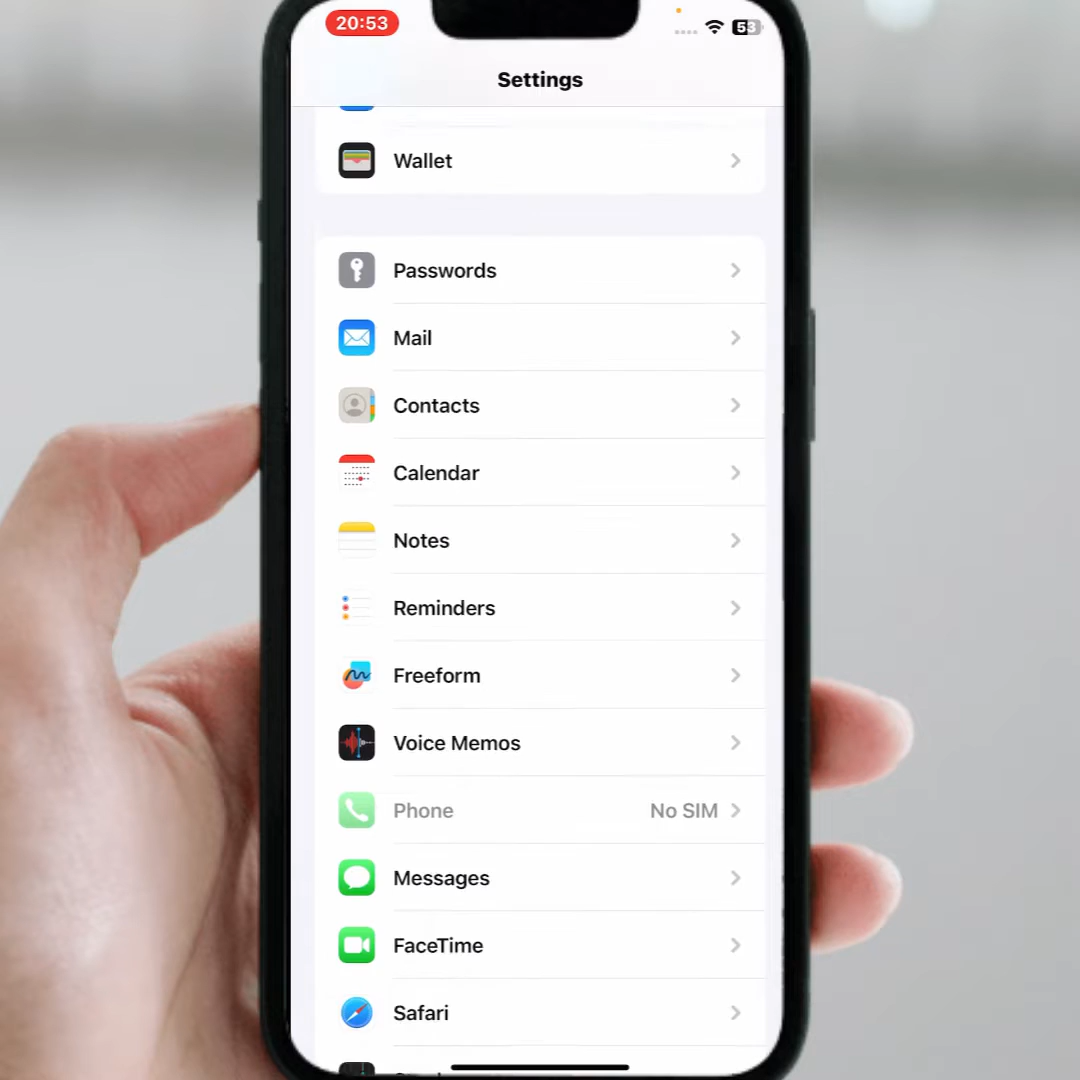 20:53
53
Settings
Wallet
Passwords
Mail
Contacts
Calendar
Notes
Reminders
Freeform
Voice Memos
Phone No SIM
Messages
FaceTime
Safari